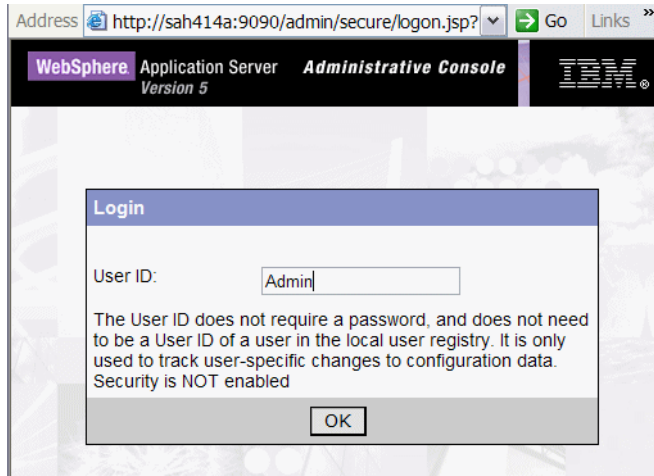 Address http://sah414a:9090/admin/secure/logon.jsp? Go Links »
WebSphere. Application Server Administrative Console IBM®
Version 5
Login
User ID: Admin
The User ID does not require a password, and does not need
to be a User ID of a user in the local user registry. It is only
used to track user-specific changes to configuration data.
Security is NOT enabled
OK